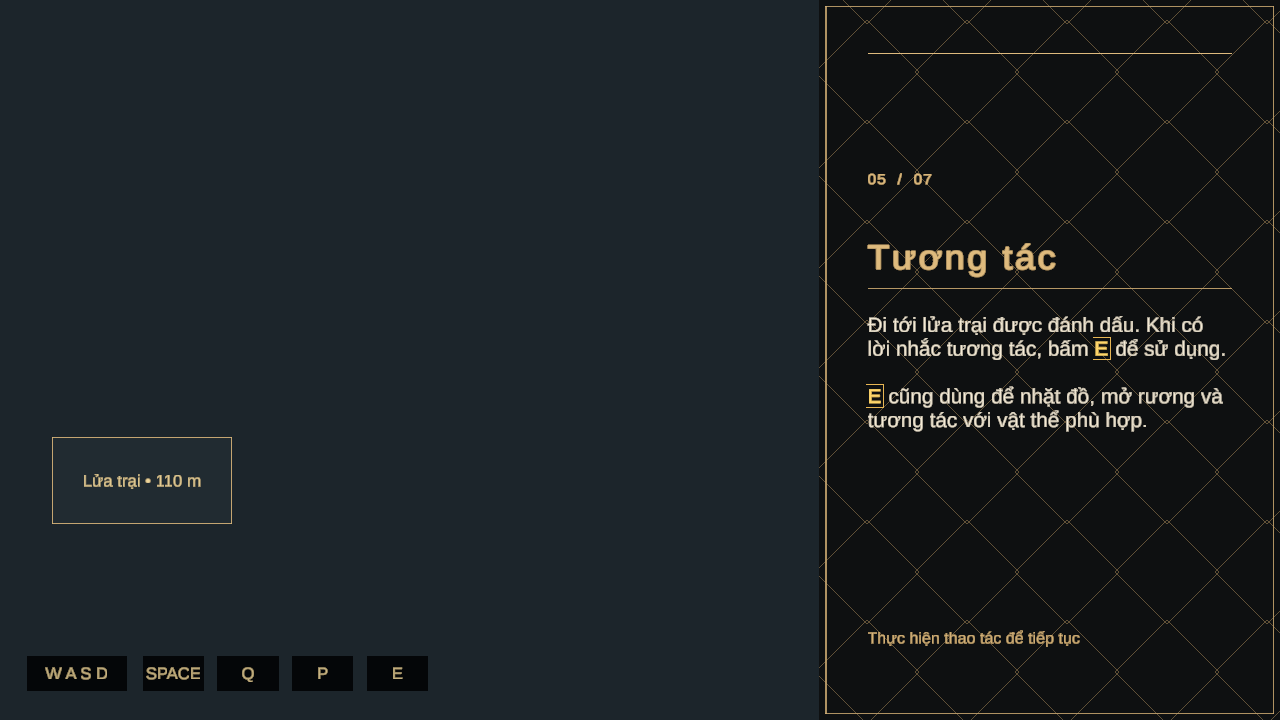 05 / 07
Tương tác
Đi tới lửa trại được đánh dấu. Khi có
lời nhắc tương tác, bấm E để sử dụng.
E cũng dùng để nhặt đồ, mở rương và
tương tác với vật thể phù hợp.
Lửa trại • 110 m
Thực hiện thao tác để tiếp tục
W A S D
SPACE
Q
P
E